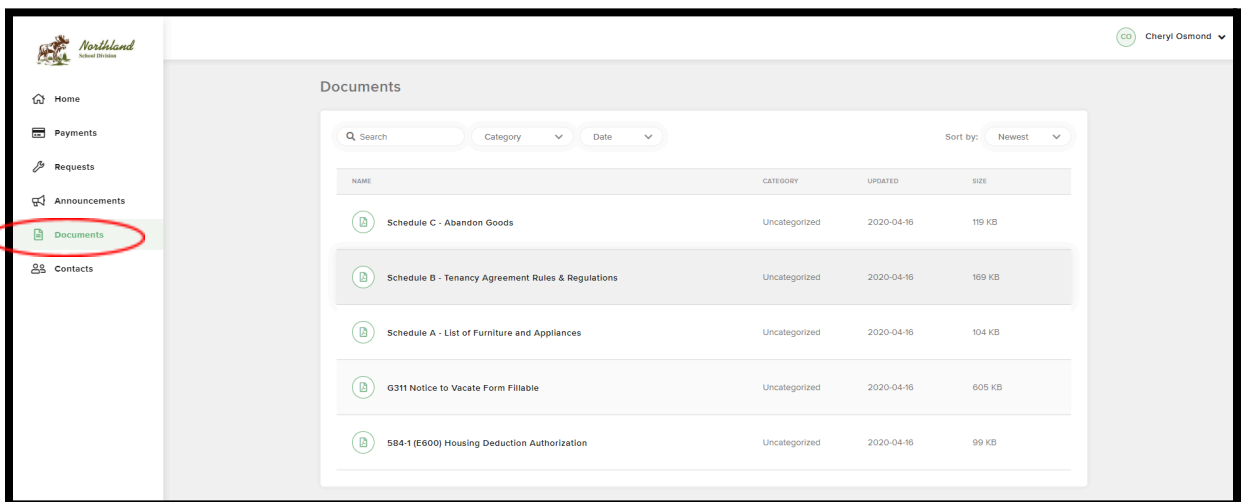 Northland
School Division
CO Cheryl Osmond
Home
Payments
Requests
Announcements
Documents
Contacts
Documents
Search Category Date Sort by: Newest
NAME CATEGORY UPDATED SIZE
Schedule C - Abandon Goods Uncategorized 2020-04-16 119 KB
Schedule B - Tenancy Agreement Rules & Regulations Uncategorized 2020-04-16 169 KB
Schedule A - List of Furniture and Appliances Uncategorized 2020-04-16 104 KB
G311 Notice to Vacate Form Fillable Uncategorized 2020-04-16 605 KB
584-1 (E600) Housing Deduction Authorization Uncategorized 2020-04-16 99 KB